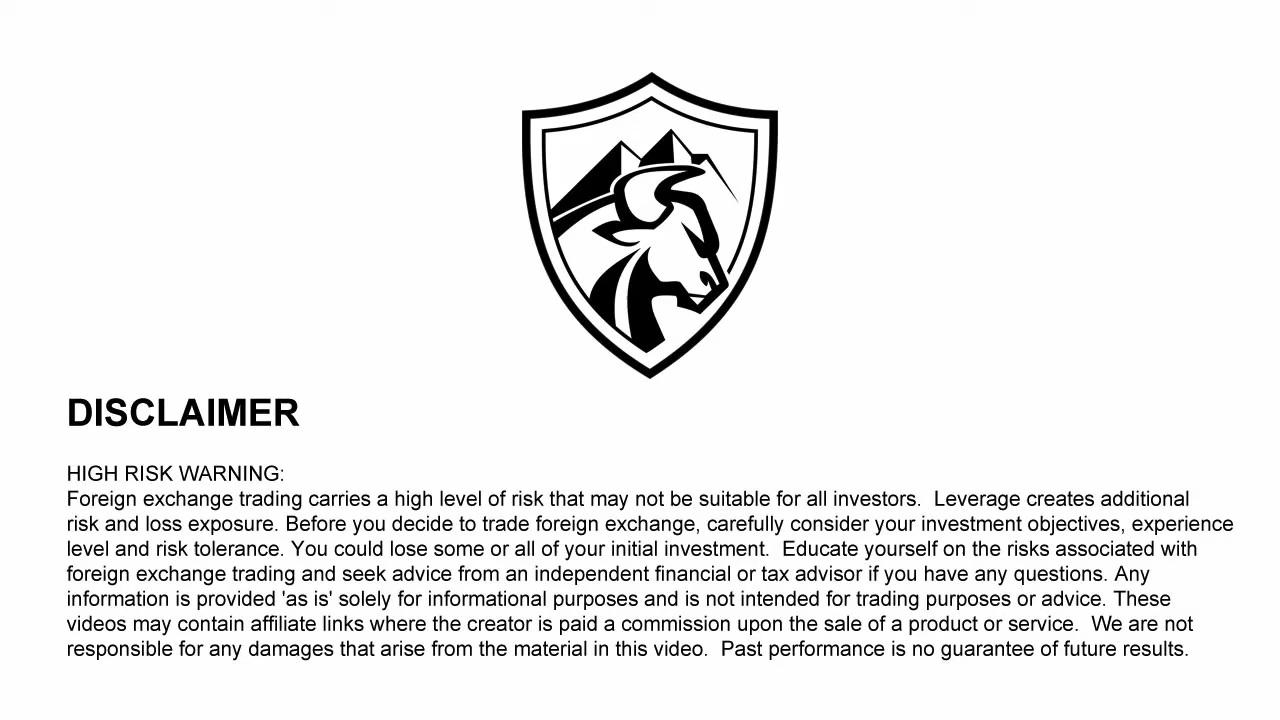 DISCLAIMER
HIGH RISK WARNING:
Foreign exchange trading carries a high level of risk that may not be suitable for all investors.  Leverage creates additional
risk and loss exposure. Before you decide to trade foreign exchange, carefully consider your investment objectives, experience
level and risk tolerance. You could lose some or all of your initial investment.  Educate yourself on the risks associated with
foreign exchange trading and seek advice from an independent financial or tax advisor if you have any questions. Any
information is provided 'as is' solely for informational purposes and is not intended for trading purposes or advice. These
videos may contain affiliate links where the creator is paid a commission upon the sale of a product or service.  We are not
responsible for any damages that arise from the material in this video.  Past performance is no guarantee of future results.